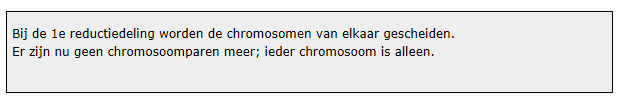 Bij de 1e reductiedeling worden de chromosomen van elkaar gescheiden.
Er zijn nu geen chromosoomparen meer; ieder chromosoom is alleen.